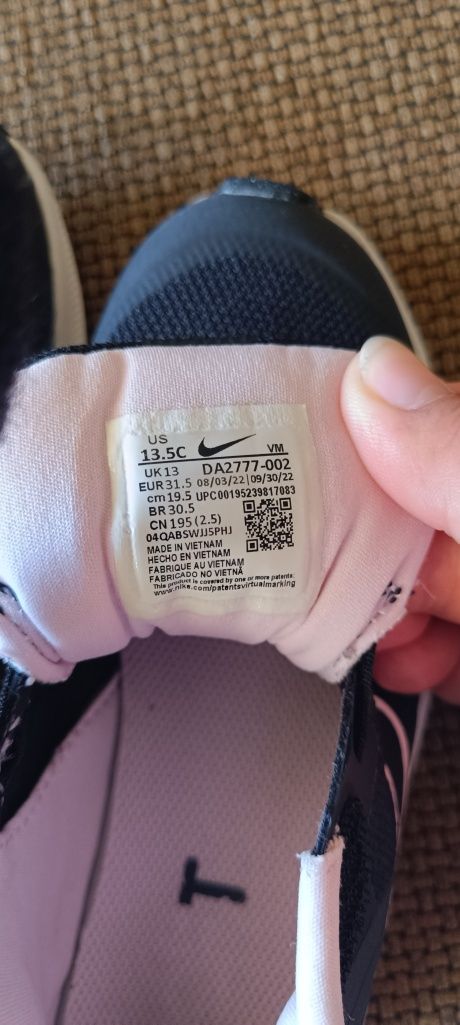 US
13.5C VM
UK 13 DA2777-002
EUR 31.5 08/03/22 | 09/30/22
cm 19.5 UPC00195239817083
BR 30.5
CN 195 (2.5)
04QABSWJJ5PHJ
MADE IN VIETNAM
HECHO EN VIETNAM
FABRIQUE AU VIETNAM
FABRICADO NO VIETNÃ
This product is covered by one or more patents:
www.nike.com/patentsvirtualmarking
T